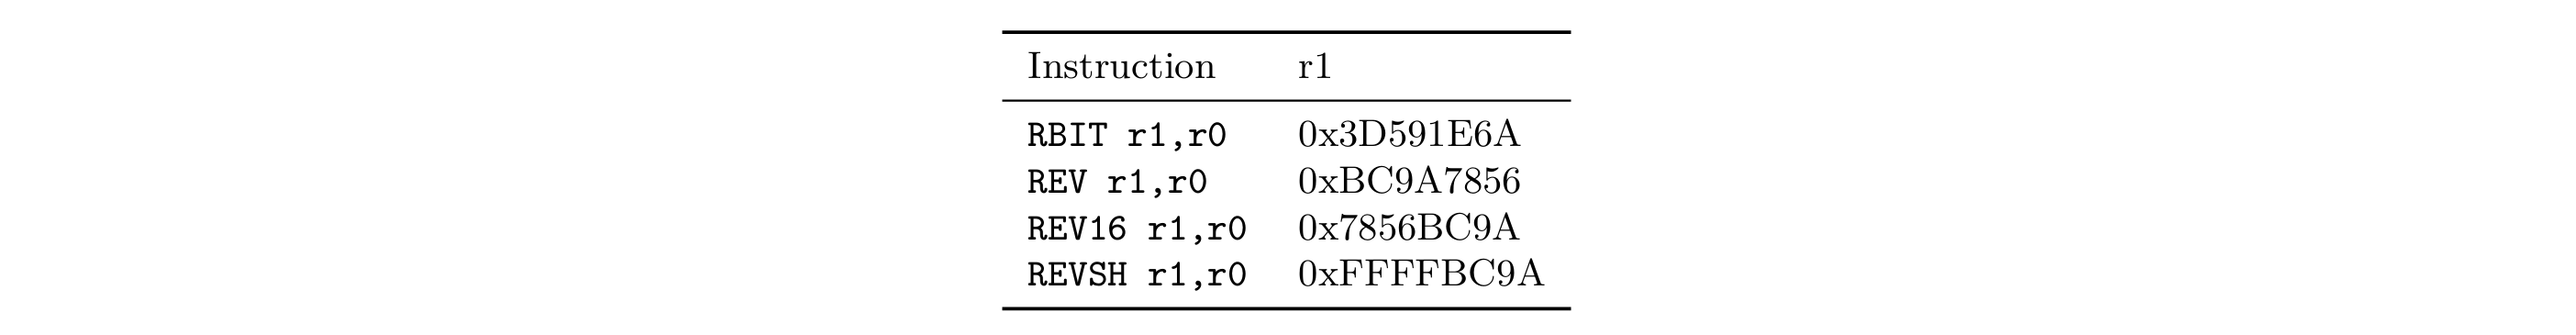 Instruction r1
RBIT r1,r0 0x3D591E6A
REV r1,r0 0xBC9A7856
REV16 r1,r0 0x7856BC9A
REVSH r1,r0 0xFFFFBC9A